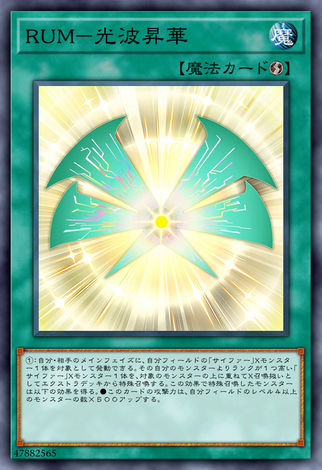 RUM－光波昇華
魔
【魔法カード】
①：自分・相手のメインフェイズに、自分フィールドの「サイファー」Xモンスタ
ー１体を対象として発動できる。その自分のモンスターよりランクが１つ高い「
サイファー」Xモンスター１体を、対象のモンスターの上に重ねてX召喚扱いと
してエクストラデッキから特殊召喚する。この効果で特殊召喚したモンスター
は以下の効果を得る。●このカードの攻撃力は、自分フィールドのレベル４以上
のモンスターの数×５００アップする。
47882565